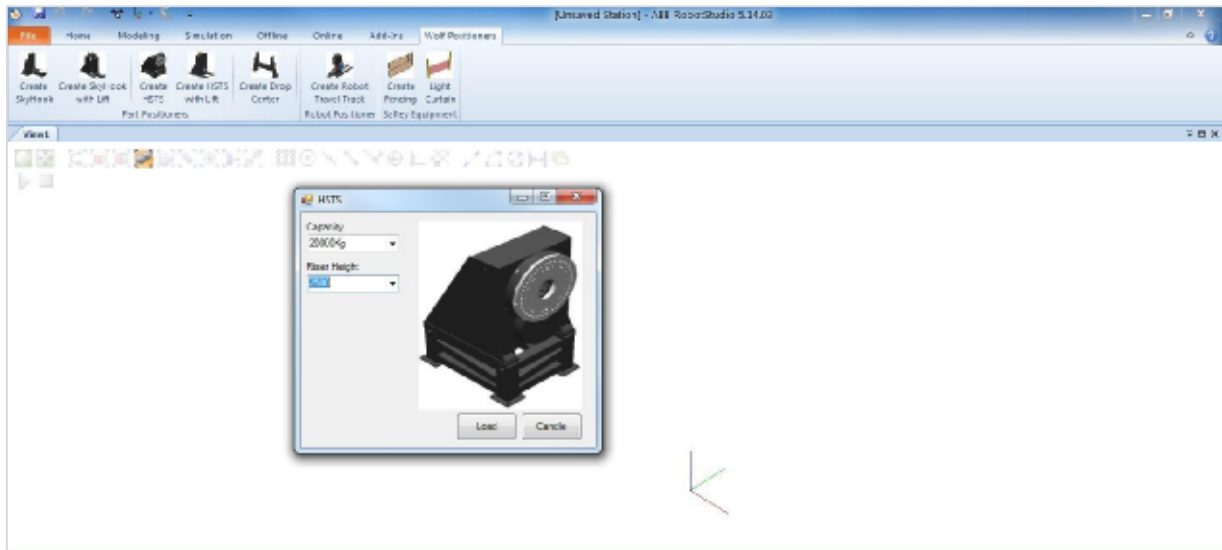 [Unsaved Station] - ABB RobotStudio 5.14.03
File Home Modeling Simulation Offline Online Add-Ins Wolf Positioners
Create SkyHook
Create SkyHook with Lift
Create HSTS
Create HSTS with Lift
Create Drop Center
Create Robot Travel Track
Create Fencing
Light Curtain
Part Positioners
Robot Positioner
Safety Equipment
View1
HSTS
Capacity
20000Kg
Riser Height
Load
Cancle